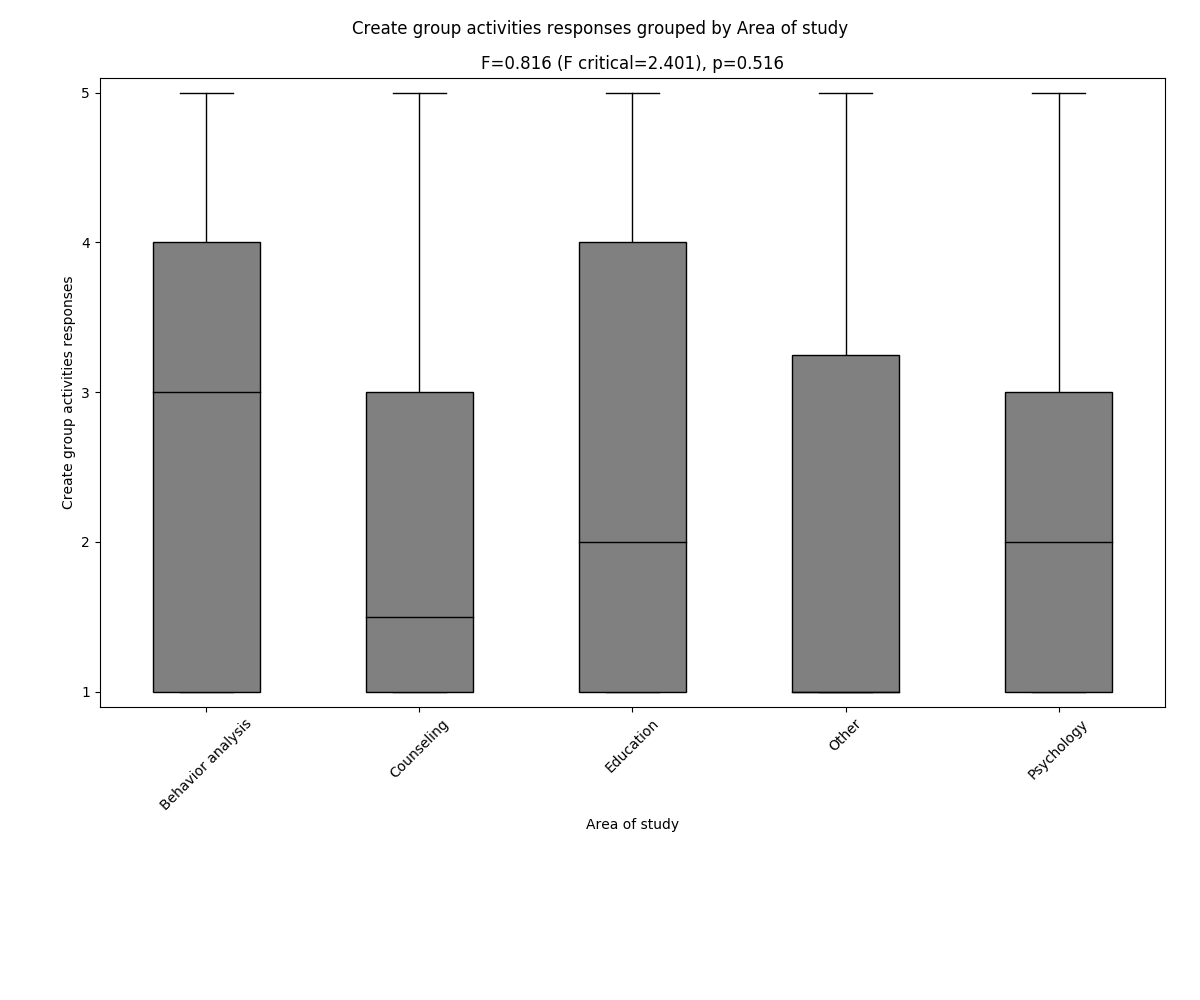 Create group activities responses grouped by Area of study
F=0.816 (F critical=2.401), p=0.516
Create group activities responses
5
4
3
2
1
Behavior analysis
Counseling
Education
Other
Psychology
Area of study